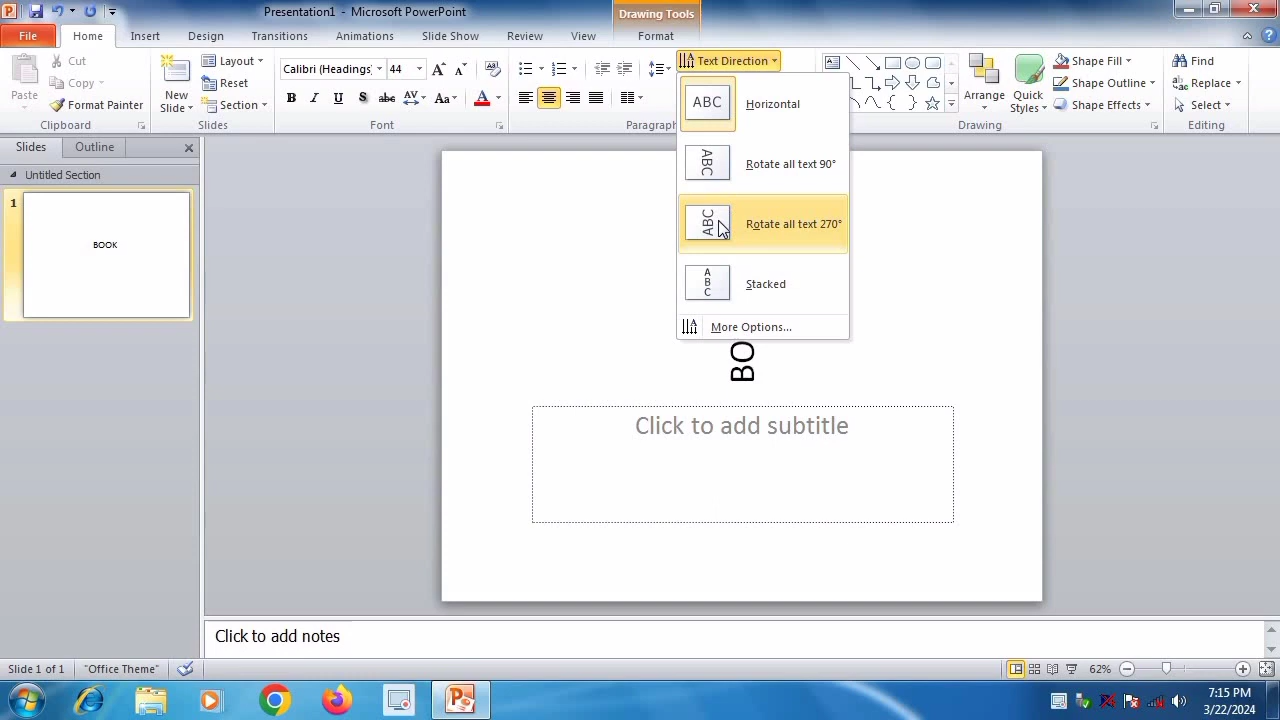 Presentation1 - Microsoft PowerPoint
Drawing Tools
File Home Insert Design Transitions Animations Slide Show Review View Format
Paste
Cut
Copy
Format Painter
Clipboard
New Slide
Layout
Reset
Section
Slides
Calibri (Headings) 44
B I U S abc AV Aa A
Font
Text Direction
Paragraph
Arrange
Quick Styles
Shape Fill
Shape Outline
Shape Effects
Drawing
Find
Replace
Select
Editing
ABC Horizontal
ABC Rotate all text 90°
ABC Rotate all text 270°
ABC Stacked
More Options...
Slides Outline
Untitled Section
1
BOOK
BO
Click to add subtitle
Click to add notes
Slide 1 of 1 "Office Theme" 62%
7:15 PM
3/22/2024